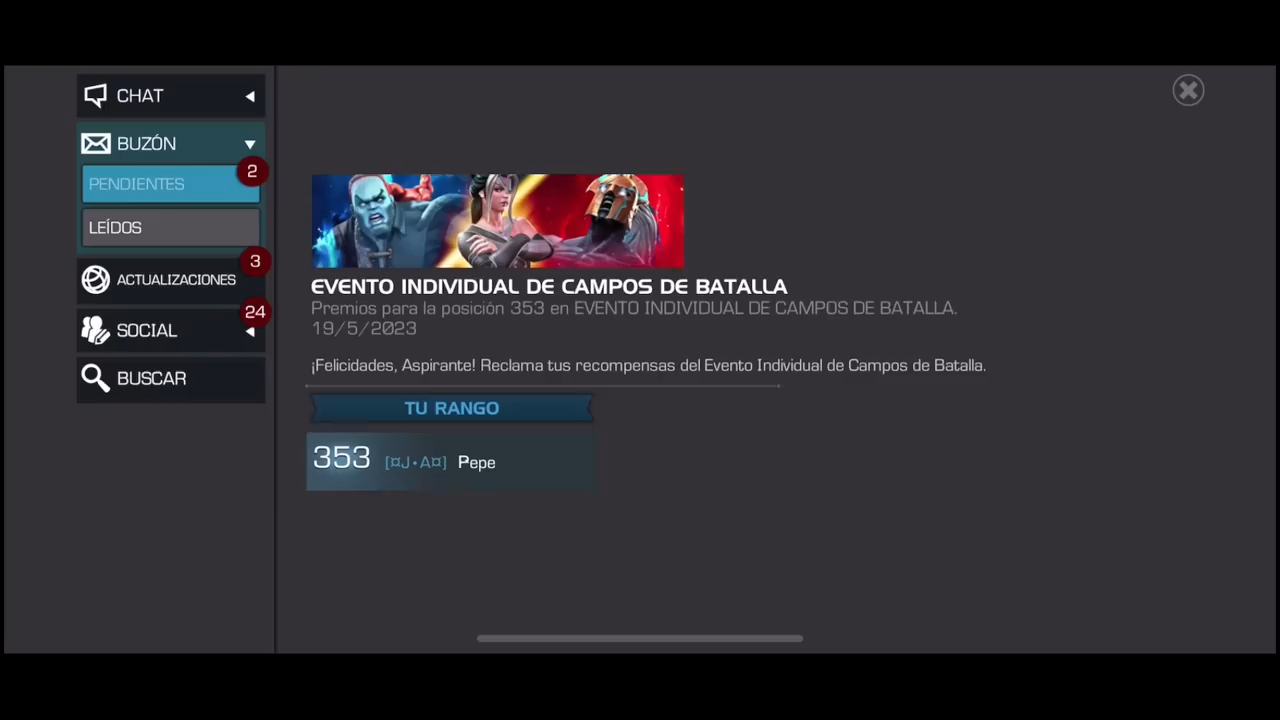 CHAT
BUZÓN
2
PENDIENTES
LEÍDOS
3
ACTUALIZACIONES
24
SOCIAL
BUSCAR
EVENTO INDIVIDUAL DE CAMPOS DE BATALLA
Premios para la posición 353 en EVENTO INDIVIDUAL DE CAMPOS DE BATALLA.
19/5/2023
¡Felicidades, Aspirante! Reclama tus recompensas del Evento Individual de Campos de Batalla.
TU RANGO
353 [¤J•A¤] Pepe